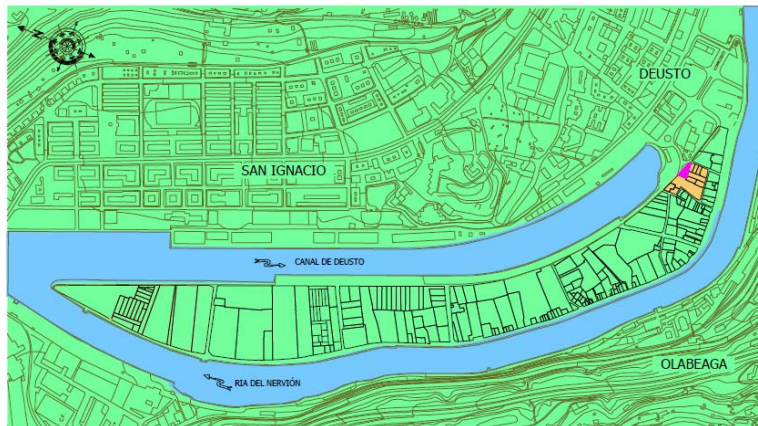 N
DEUSTO
SAN IGNACIO
CANAL DE DEUSTO
OLABEAGA
RIA DEL NERVIÓN